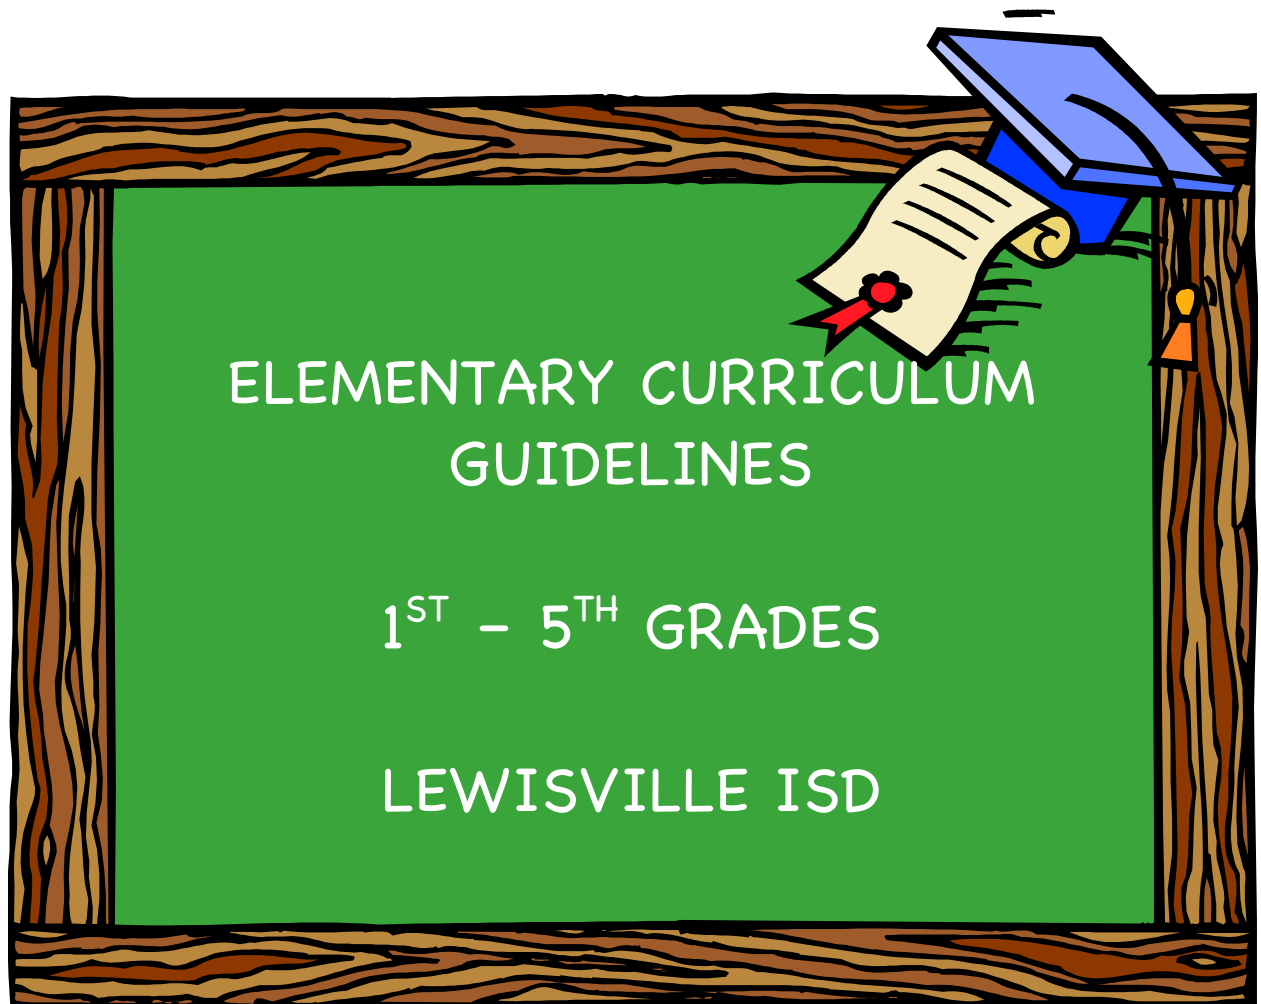 ELEMENTARY CURRICULUM
GUIDELINES
1ST – 5TH GRADES
LEWISVILLE ISD